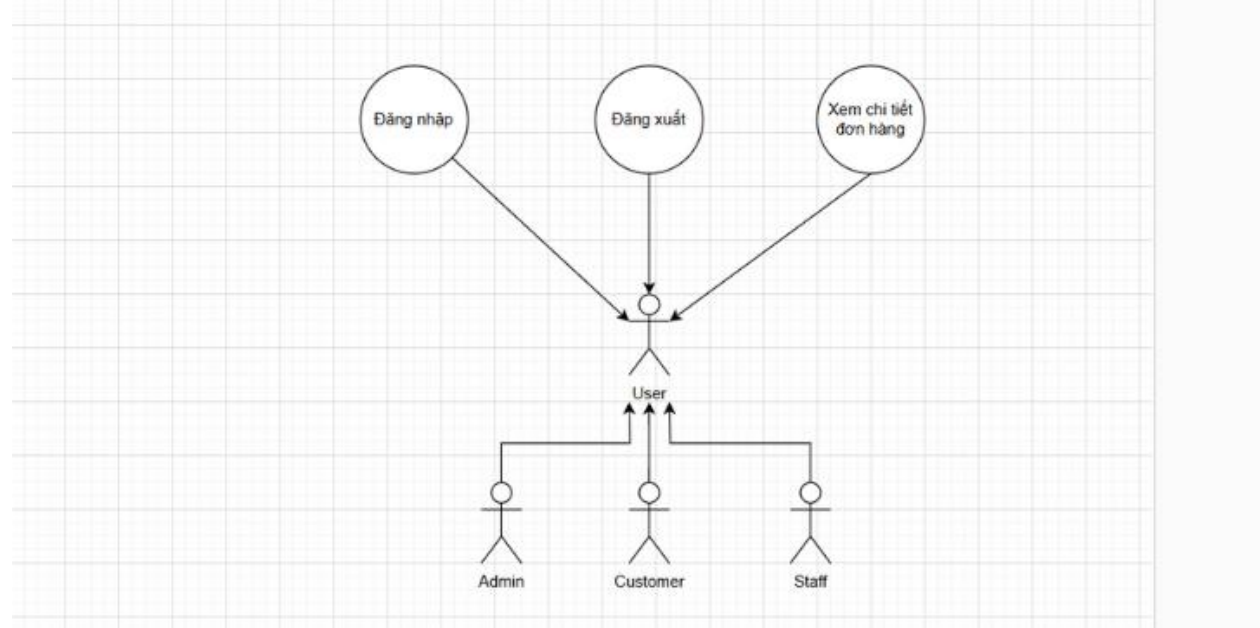 Đăng nhập
Đăng xuất
Xem chi tiết
đơn hàng
User
Admin
Customer
Staff